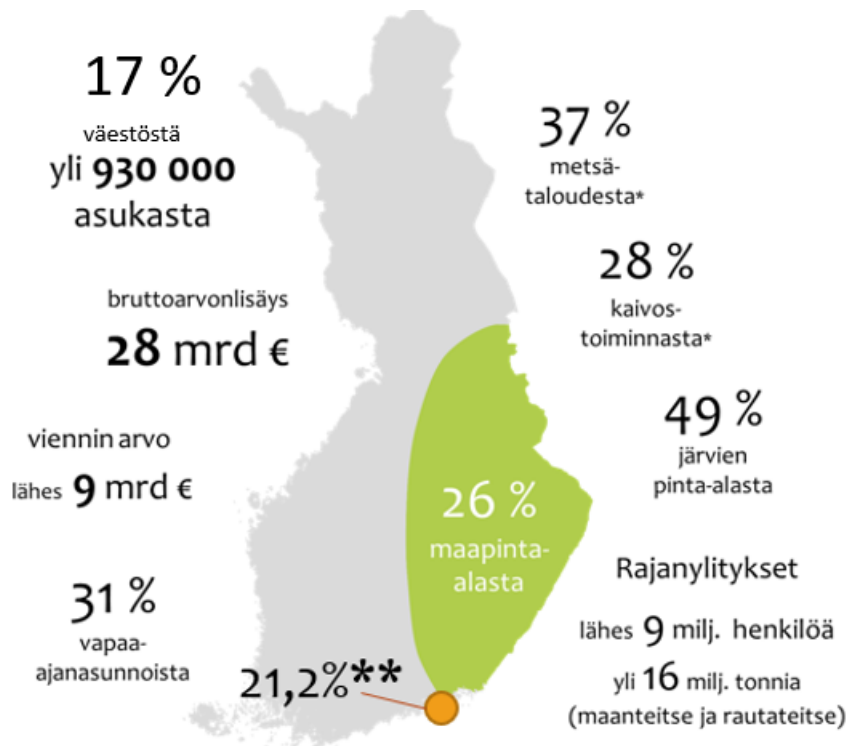 17 %
väestöstä
yli 930 000
asukasta
bruttoarvonlisäys
28 mrd €
viennin arvo
lähes 9 mrd €
31 %
vapaa-
ajanasunnoista
21,2%**
26 %
maapinta-
alasta
37 %
metsä-
taloudesta*
28 %
kaivos-
toiminnasta*
49 %
järvien
pinta-alasta
Rajanylitykset
lähes 9 milj. henkilöä
yli 16 milj. tonnia
(maanteitse ja rautateitse)